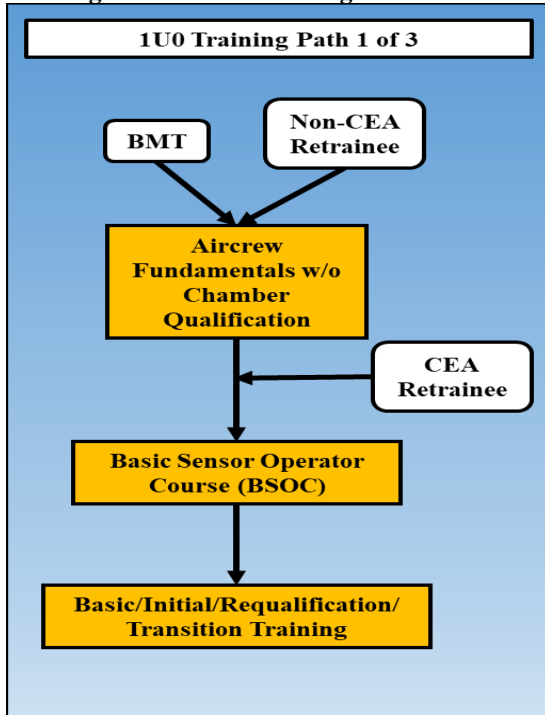 1U0 Training Path 1 of 3
BMT
Non-CEA
Retrainee
Aircrew
Fundamentals w/o
Chamber
Qualification
CEA
Retrainee
Basic Sensor Operator
Course (BSOC)
Basic/Initial/Requalification/
Transition Training